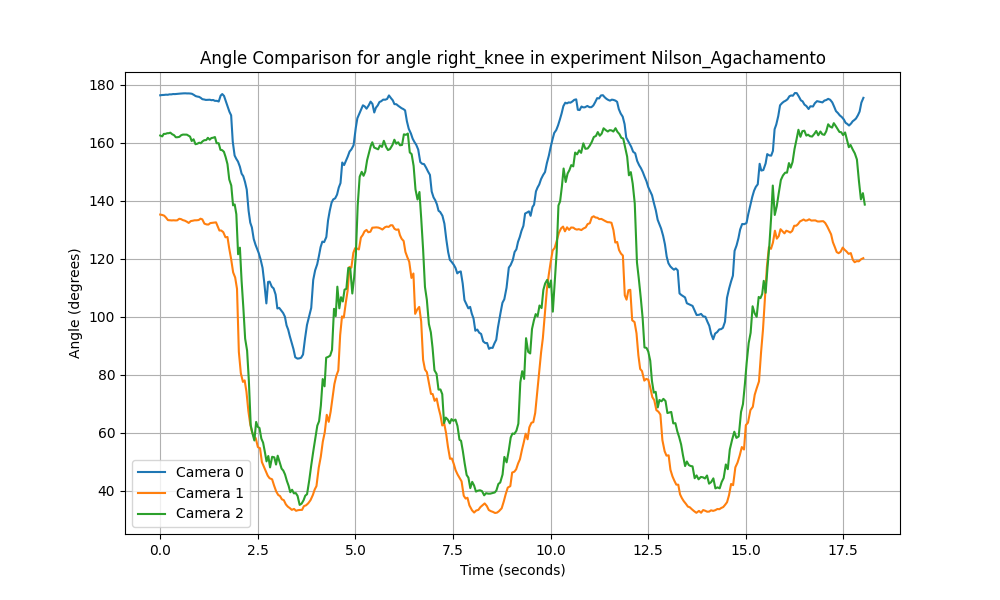 Angle Comparison for angle right_knee in experiment Nilson_Agachamento
180
160
140
120
100
80
60
40
Angle (degrees)
Camera 0
Camera 1
Camera 2
0.0 2.5 5.0 7.5 10.0 12.5 15.0 17.5
Time (seconds)